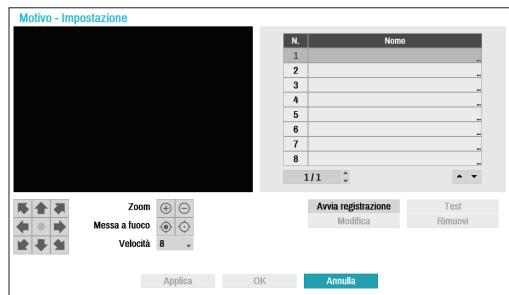 Motivo - Impostazione
N. Nome
1 ...
2 ...
3 ...
4 ...
5 ...
6 ...
7 ...
8 ...
1 / 1
Zoom
Messa a fuoco
Velocità 8
Avvia registrazione Test
Modifica Rimuovi
Applica OK Annulla